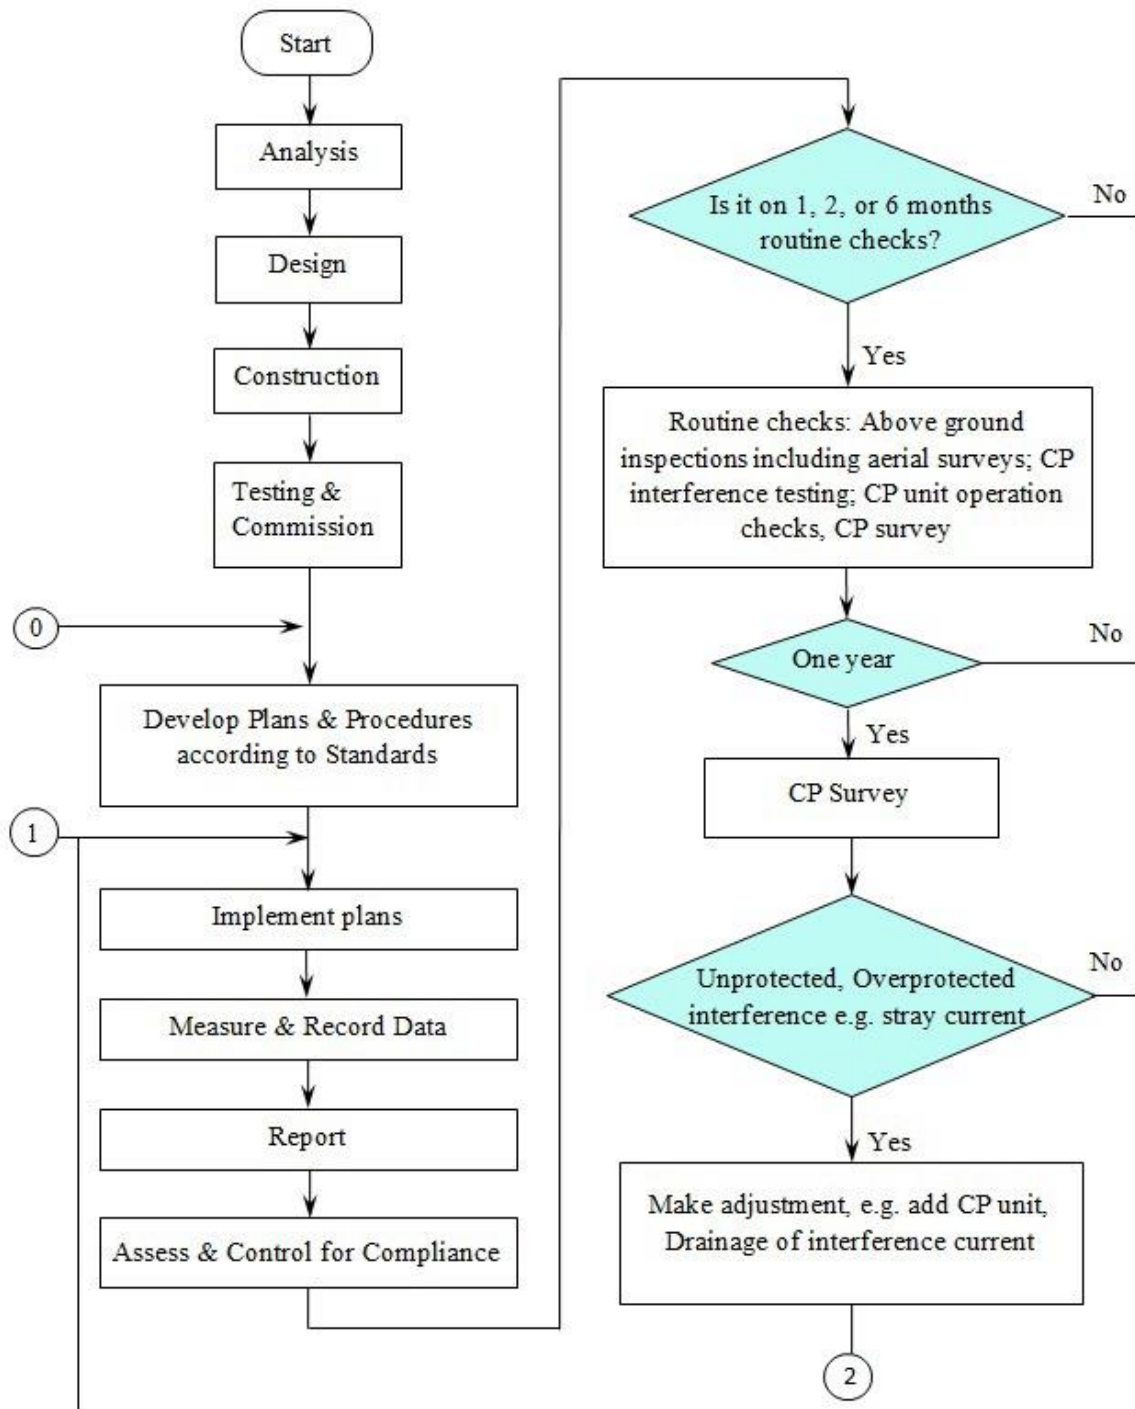 Start
Analysis
Design
Construction
Testing &
Commission
0
Develop Plans & Procedures
according to Standards
1
Implement plans
Measure & Record Data
Report
Assess & Control for Compliance
Is it on 1, 2, or 6 months
routine checks?
No
Yes
Routine checks: Above ground
inspections including aerial surveys; CP
interference testing; CP unit operation
checks, CP survey
One year
No
Yes
CP Survey
Unprotected, Overprotected
interference e.g. stray current
No
Yes
Make adjustment, e.g. add CP unit,
Drainage of interference current
2